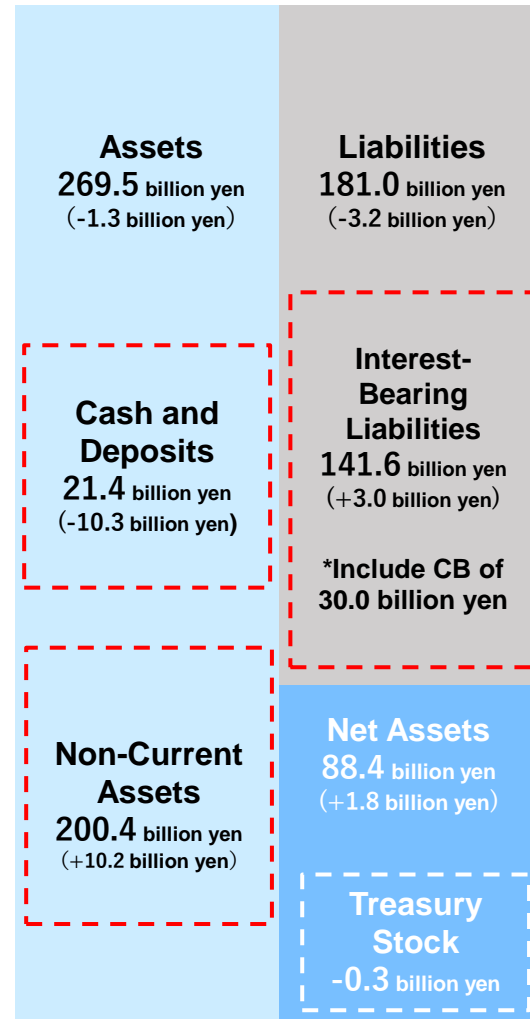 Assets
269.5 billion yen
(-1.3 billion yen)
Cash and
Deposits
21.4 billion yen
(-10.3 billion yen)
Non-Current
Assets
200.4 billion yen
(+10.2 billion yen)
Liabilities
181.0 billion yen
(-3.2 billion yen)
Interest-
Bearing
Liabilities
141.6 billion yen
(+3.0 billion yen)
*Include CB of
30.0 billion yen
Net Assets
88.4 billion yen
(+1.8 billion yen)
Treasury
Stock
-0.3 billion yen